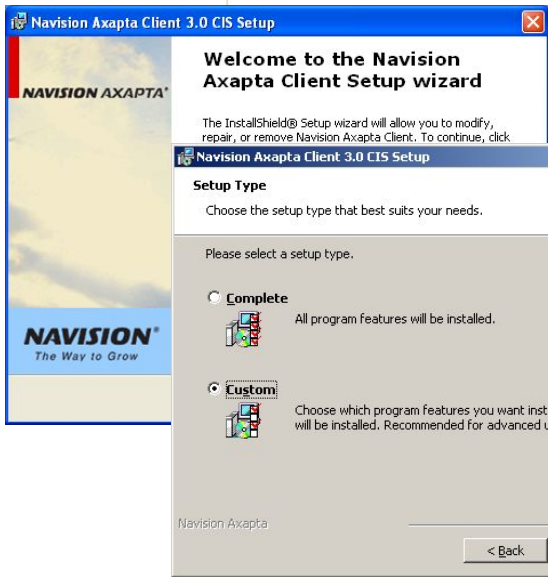 Navision Axapta Client 3.0 CIS Setup
NAVISION AXAPTA*
Welcome to the Navision
Axapta Client Setup wizard
The InstallShield® Setup wizard will allow you to modify,
repair, or remove Navision Axapta Client. To continue, click
NAVISION®
The Way to Grow
Navision Axapta Client 3.0 CIS Setup
Setup Type
Choose the setup type that best suits your needs.
Please select a setup type.
Complete
All program features will be installed.
Custom
Choose which program features you want inst
will be installed. Recommended for advanced u
Navision Axapta
< Back